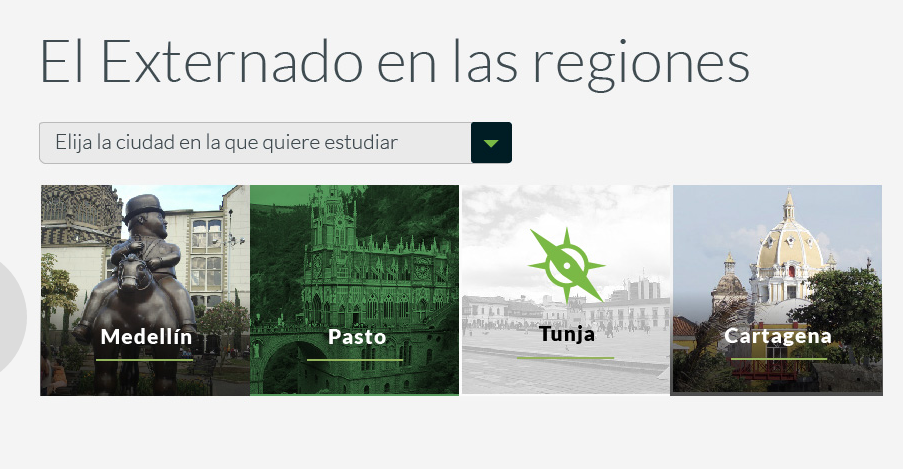 El Externado en las regiones
Elija la ciudad en la que quiere estudiar
Medellín
Pasto
Tunja
Cartagena